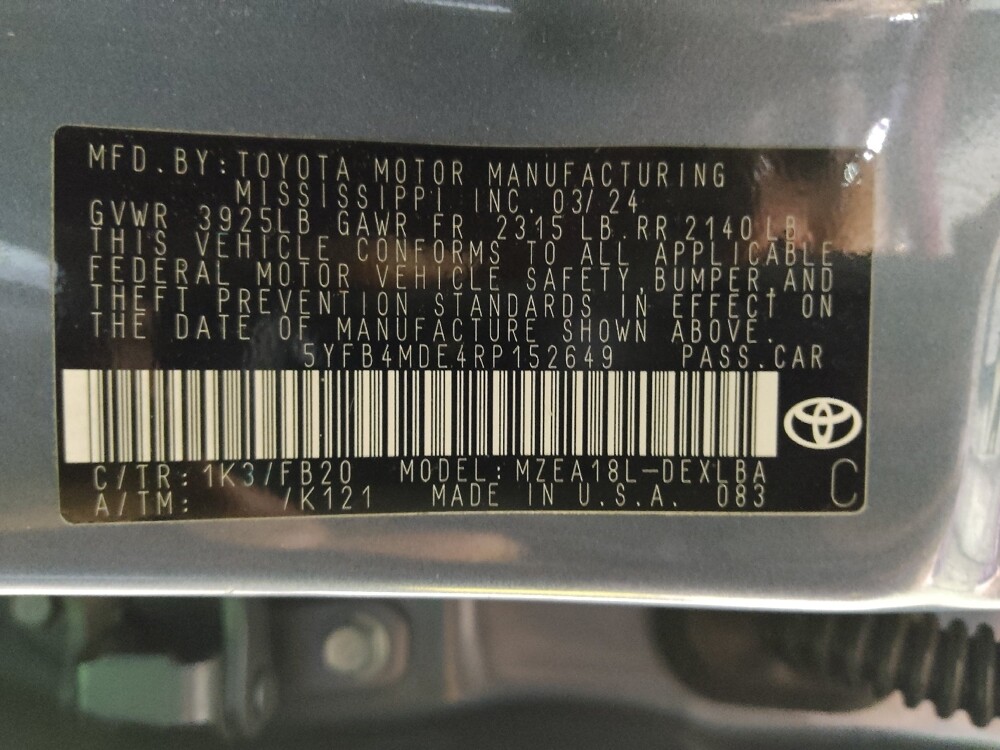 MFD.BY:TOYOTA MOTOR MANUFACTURING
MISSISSIPPI INC. 03/24
GVWR 3925LB GAWR FR 2315 LB RR 2140 LB
THIS VEHICLE CONFORMS TO ALL APPLICABLE
FEDERAL MOTOR VEHICLE SAFETY,BUMPER,AND
THEFT PREVENTION STANDARDS IN EFFECT ON
THE DATE OF MANUFACTURE SHOWN ABOVE.
5YFB4MDE4RP152649 PASS.CAR
C/TR: 1K3/FB20 MODEL:MZEA18L-DEXLBA
A/TM: /K121 MADE IN U.S.A. 083 C